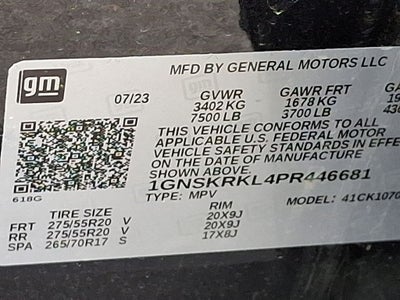 gm
MFD BY GENERAL MOTORS LLC
07/23 GVWR GAWR FRT
3402 KG 1678 KG
7500 LB 3700 LB
THIS VEHICLE CONFORMS TO ALL
APPLICABLE U.S. FEDERAL MOTOR
VEHICLE SAFETY STANDARDS IN EFFE
ON THE DATE OF MANUFACTURE
SHOWN ABOVE.
1GNSKRKL4PR446681
618G
TYPE: MPV MODEL: 41CK1070
TIRE SIZE RIM
FRT 275/55R20 V 20X9J
RR 275/55R20 V 20X9J
SPA 265/70R17 S 17X8J